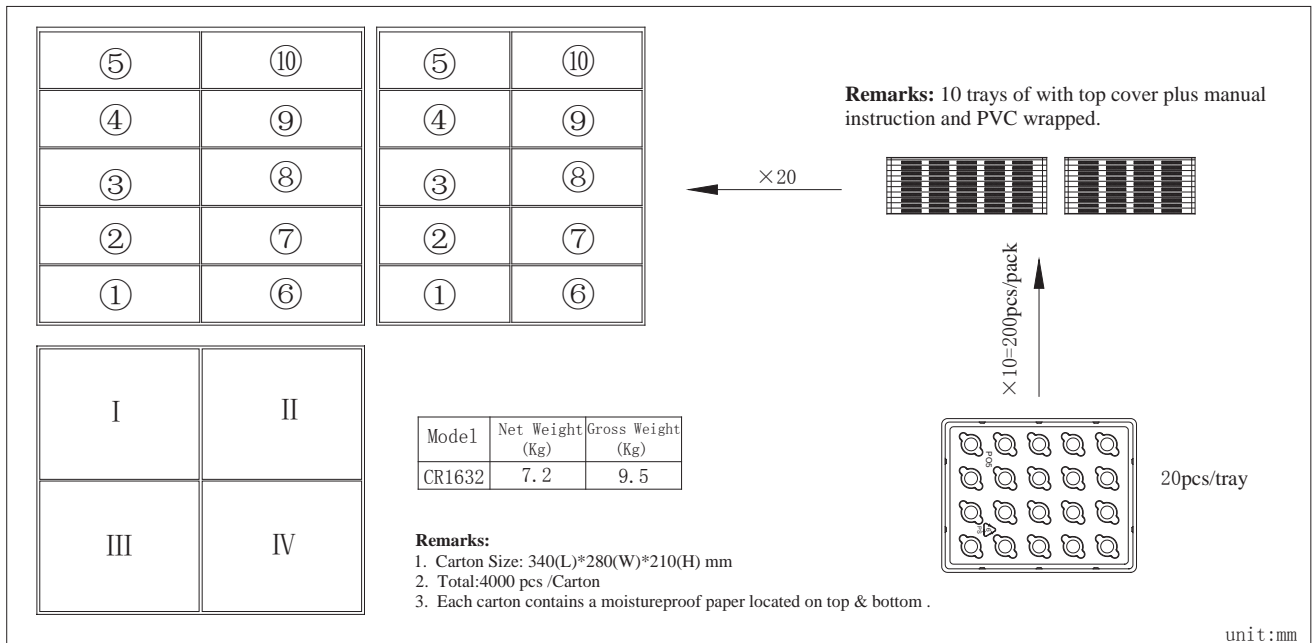 ⑤ ⑩ ⑤ ⑩
④ ⑨ ④ ⑨
③ ⑧ ③ ⑧
② ⑦ ② ⑦
① ⑥ ① ⑥
Remarks: 10 trays of with top cover plus manual
instruction and PVC wrapped.
×20
×10=200pcs/pack
20pcs/tray
PO5
6
PS
Ⅰ Ⅱ
Ⅲ Ⅳ
Model Net Weight (Kg) Gross Weight (Kg)
CR1632 7.2 9.5
Remarks:
1. Carton Size: 340(L)*280(W)*210(H) mm
2. Total:4000 pcs /Carton
3. Each carton contains a moistureproof paper located on top & bottom .
unit:mm